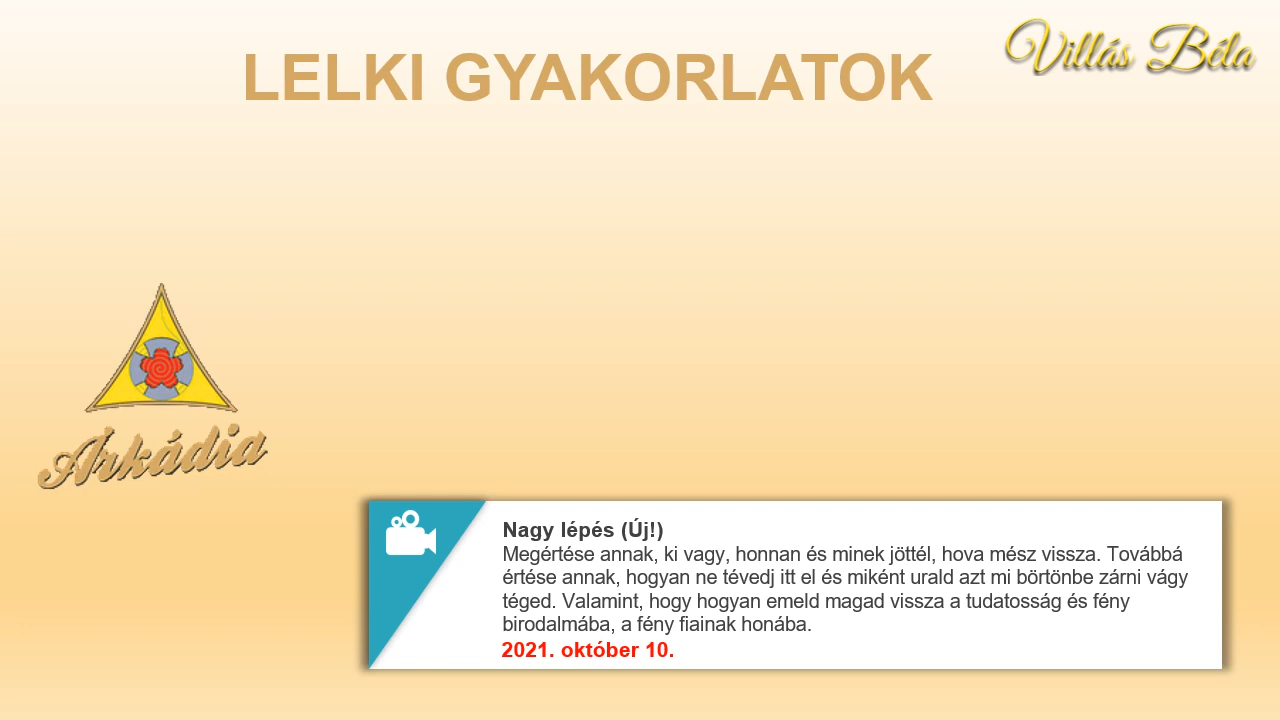 LELKI GYAKORLATOK
Villás Béla
Árkádia
Nagy lépés (Új!)
Megértése annak, ki vagy, honnan és minek jöttél, hova mész vissza. Továbbá
értése annak, hogyan ne tévedj itt el és miként urald azt mi börtönbe zárni vágy
téged. Valamint, hogy hogyan emeld magad vissza a tudatosság és fény
birodalmába, a fény fiainak honába.
2021. október 10.